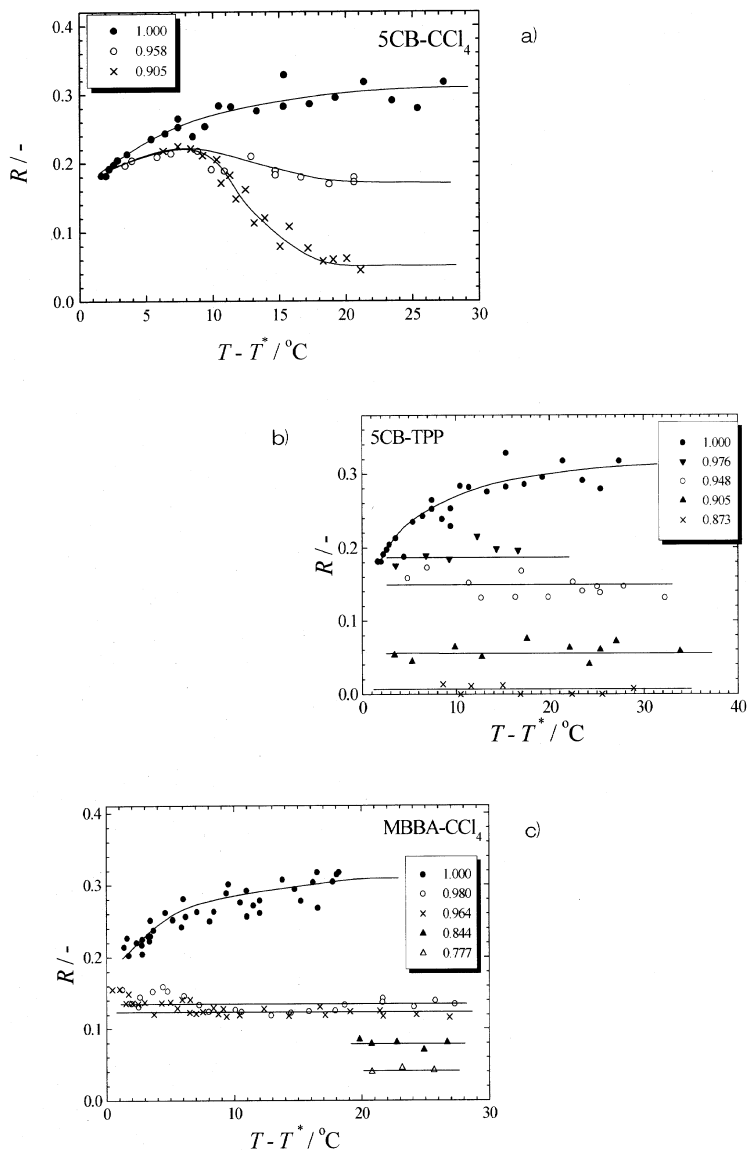 5CB-CCl4
a)
1.000
0.958
0.905
0.4
0.3
0.2
0.1
0.0
R / -
0 5 10 15 20 25 30
T - T* / °C
b)
5CB-TPP
1.000
0.976
0.948
0.905
0.873
0.3
0.2
0.1
0.0
R / -
0 10 20 30 40
T - T* / °C
MBBA-CCl4
c)
1.000
0.980
0.964
0.844
0.777
0.4
0.3
0.2
0.1
0.0
R / -
0 10 20 30
T - T* / °C